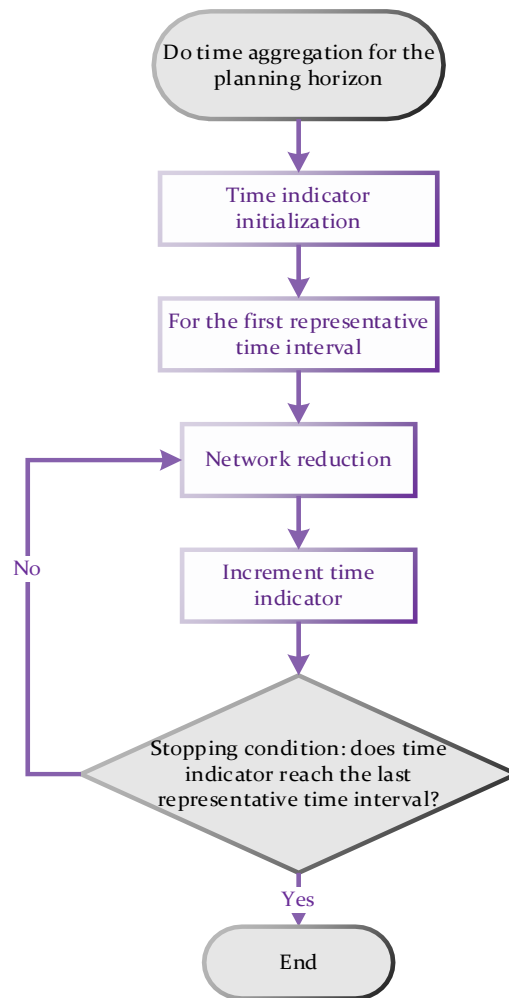 Do time aggregation for the
planning horizon
Time indicator
initialization
For the first representative
time interval
Network reduction
Increment time
indicator
No
Stopping condition: does time
indicator reach the last
representative time interval?
Yes
End